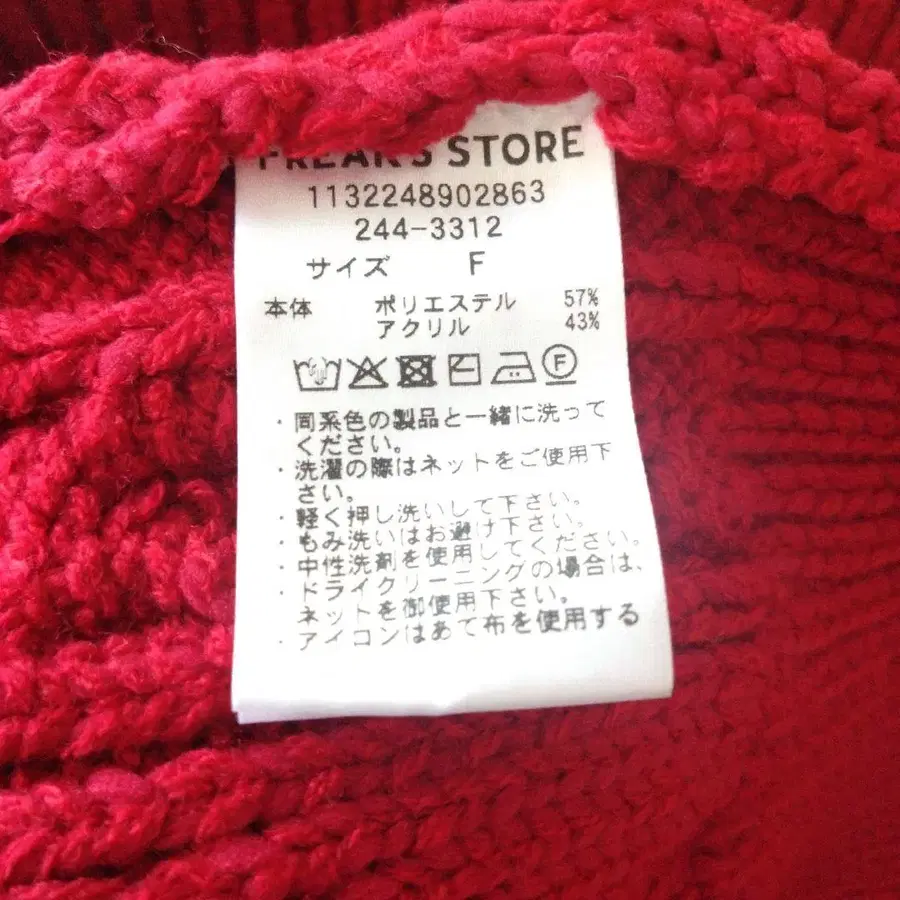 FREAK'S STORE
1132248902863
244-3312
サイズ F
本体 ポリエステル 57%
アクリル 43%
F
・同系色の製品と一緒に洗って
ください。
・洗濯の際はネットをご使用下
さい。
・軽く押し洗いして下さい。
・もみ洗いはお避け下さい。
・中性洗剤を使用してください。
・ドライクリーニングの場合は、
ネットを御使用下さい。
・アイコンはあて布を使用する